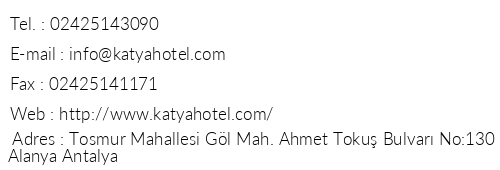 Tel. : 02425143090
E-mail : info@katyahotel.com
Fax : 02425141171
Web : http://www.katyahotel.com/
Adres : Tosmur Mahallesi Göl Mah. Ahmet Tokuş Bulvarı No:130
Alanya Antalya